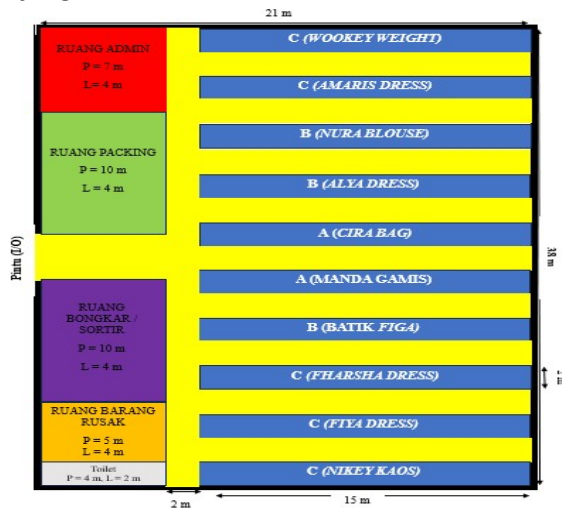 21 m
RUANG ADMIN
P = 7 m
L= 4 m
RUANG PACKING
P = 10 m
L = 4 m
Pintu (I/O)
RUANG
BONGKAR /
SORTIR
P = 10 m
L = 4 m
RUANG BARANG
RUSAK
P = 5 m
L = 4 m
Toilet
P = 4 m, L = 2 m
C (WOOKEY WEIGHT)
C (AMARIS DRESS)
B (NURA BLOUSE)
B (ALYA DRESS)
A (CIRA BAG)
A (MANDA GAMIS)
B (BATIK FIGA)
C (FHARSHA DRESS)
C (FIYA DRESS)
C (NIKEY KAOS)
38 m
2 m
15 m